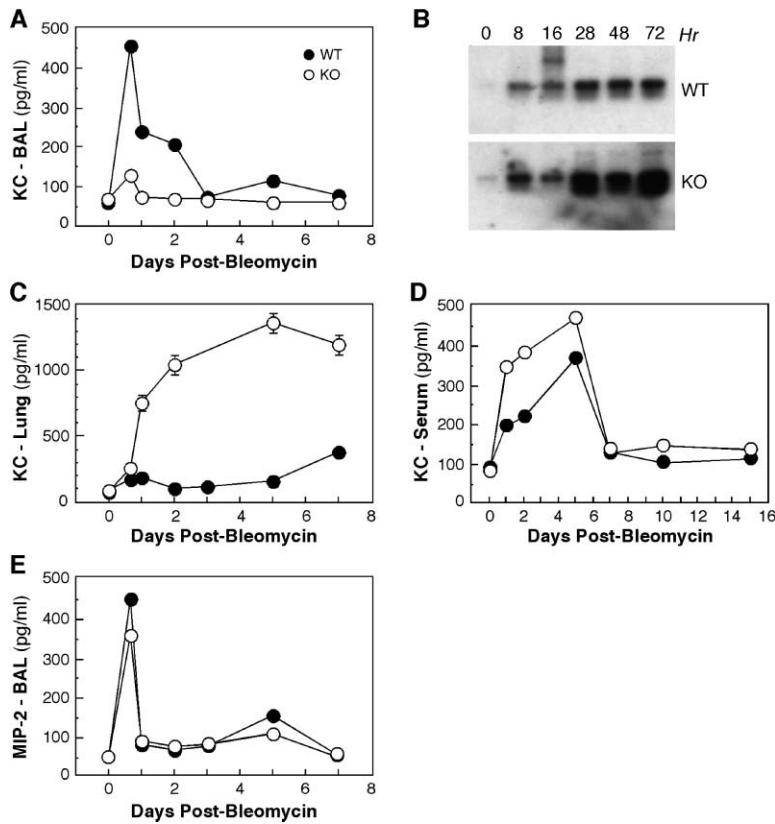 A
KC - BAL (pg/ml)
500
400
300
200
100
0
WT
KO
0 2 4 6 8
Days Post-Bleomycin
B
0 8 16 28 48 72 Hr
WT
KO
C
KC - Lung (pg/ml)
1500
1000
500
0
0 2 4 6 8
Days Post-Bleomycin
D
KC - Serum (pg/ml)
500
400
300
200
100
0
0 2 4 6 8 10 12 14 16
Days Post-Bleomycin
E
MIP-2 - BAL (pg/ml)
500
400
300
200
100
0
0 2 4 6 8
Days Post-Bleomycin